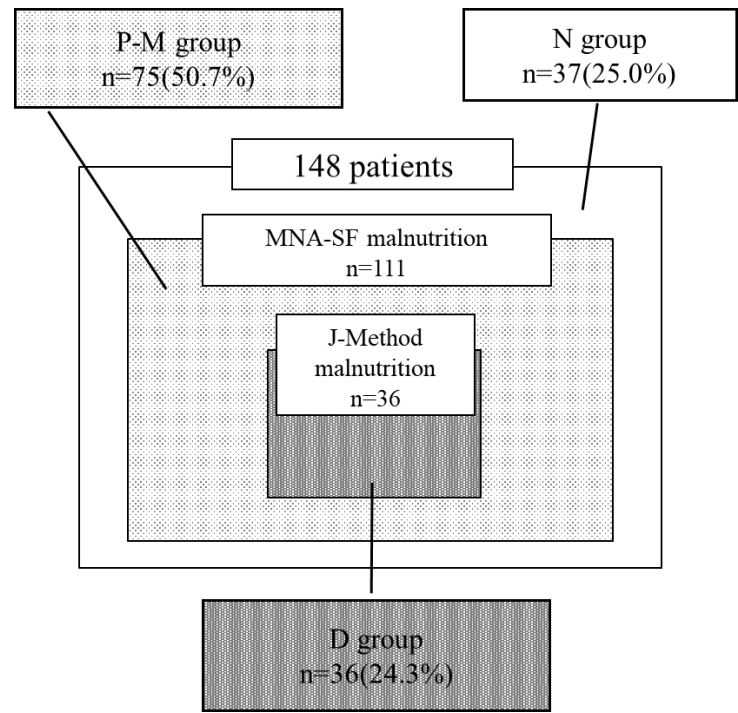 P-M group
n=75(50.7%)
N group
n=37(25.0%)
148 patients
MNA-SF malnutrition
n=111
J-Method
malnutrition
n=36
D group
n=36(24.3%)